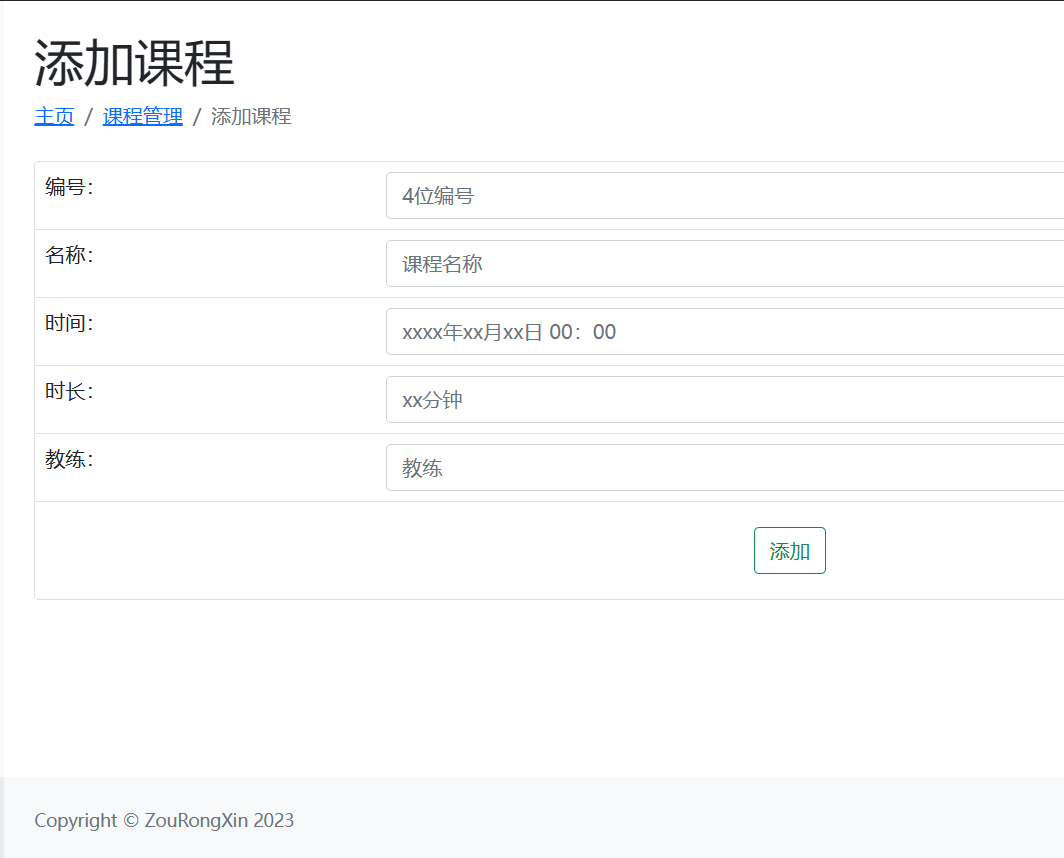 添加课程
主页 / 课程管理 / 添加课程
编号：
4位编号
名称：
课程名称
时间：
xxxx年xx月xx日 00：00
时长：
xx分钟
教练：
教练
添加
Copyright © ZouRongXin 2023